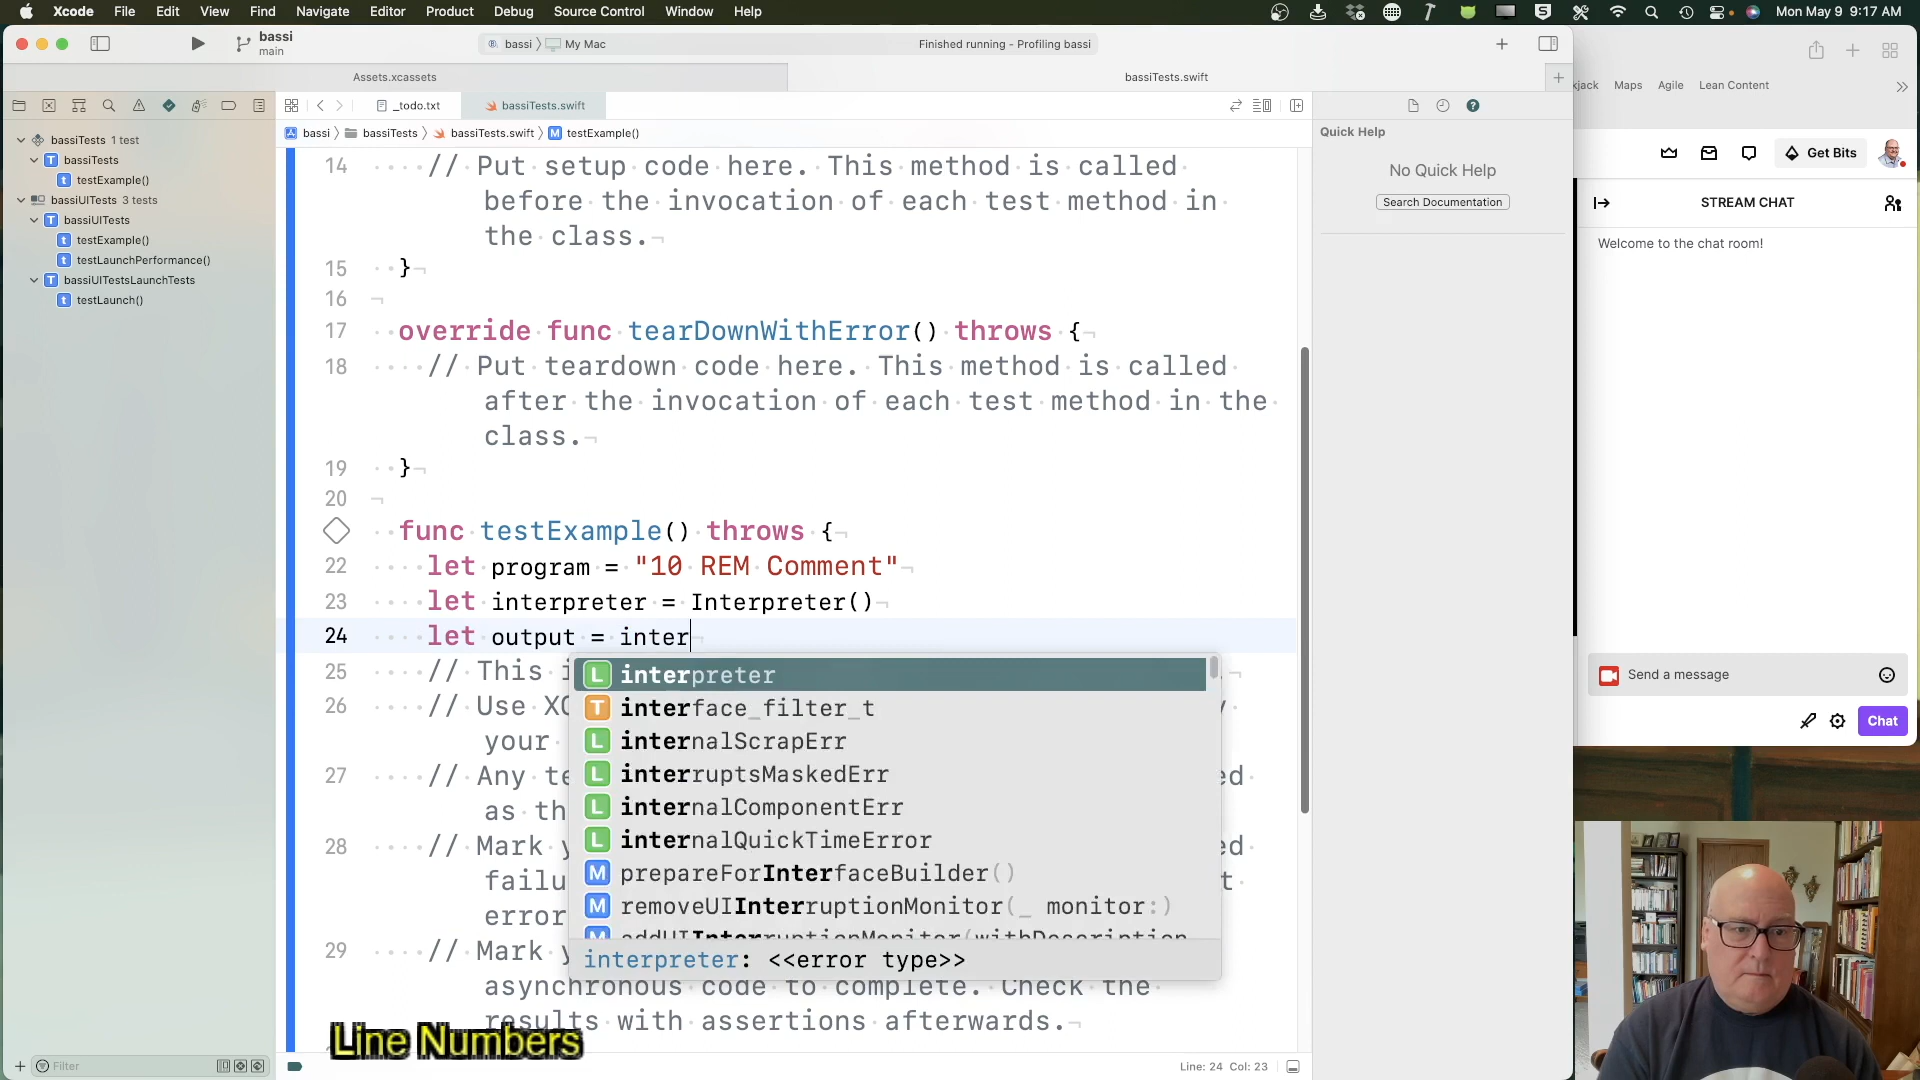 Xcode File Edit View Find Navigate Editor Product Debug Source Control Window Help Mon May 9 9:17 AM
bassi
main
bassi My Mac Finished running - Profiling bassi
Assets.xcassets bassiTests.swift
_todo.txt bassiTests.swift
bassi bassiTests bassiTests.swift M testExample()
bassiTests 1 test
T bassiTests
t testExample()
bassiUITests 3 tests
T bassiUITests
t testExample()
t testLaunchPerformance()
T bassiUITestsLaunchTests
t testLaunch()
14 // Put setup code here. This method is called
before the invocation of each test method in
the class.
15 }
16
17 override func tearDownWithError() throws {
18 // Put teardown code here. This method is called
after the invocation of each test method in the
class.
19 }
20
func testExample() throws {
22 let program = "10 REM Comment"
23 let interpreter = Interpreter()
24 let output = inter
25 // This i
26 // Use XC
your
27 // Any te ed
as th
28 // Mark y ed
failu t
error
29 // Mark y
asynchronous code to complete. Check the
results with assertions afterwards.
L interpreter
T interface_filter_t
L internalScrapErr
L interruptsMaskedErr
L internalComponentErr
L internalQuickTimeError
M prepareForInterfaceBuilder()
M removeUIInterruptionMonitor(_ monitor:)
M addUIInterruptionMonitor(withDescription
interpreter: <<error type>>
Line Numbers
Filter
Line: 24 Col: 23
Quick Help
No Quick Help
Search Documentation
kjack Maps Agile Lean Content
Get Bits
STREAM CHAT
Welcome to the chat room!
Send a message
Chat